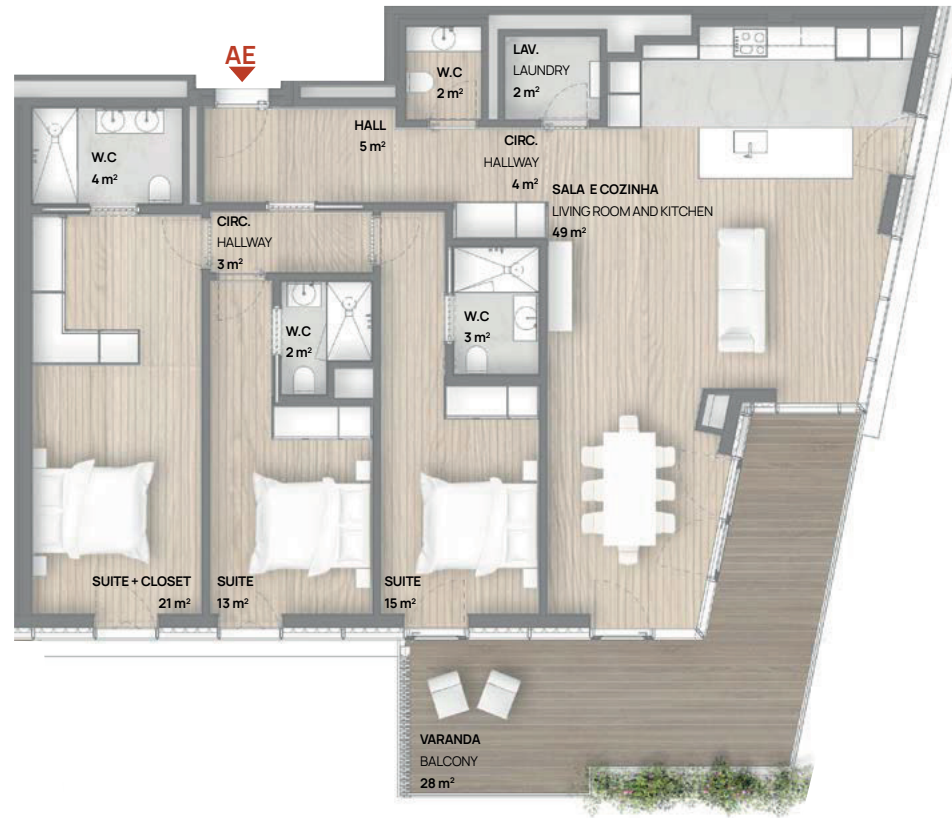 AE
W.C
2 m²
LAV.
LAUNDRY
2 m²
HALL
5 m²
CIRC.
HALLWAY
4 m²
W.C
4 m²
SALA E COZINHA
LIVING ROOM AND KITCHEN
49 m²
CIRC.
HALLWAY
3 m²
W.C
2 m²
W.C
3 m²
SUITE + CLOSET
21 m²
SUITE
13 m²
SUITE
15 m²
VARANDA
BALCONY
28 m²